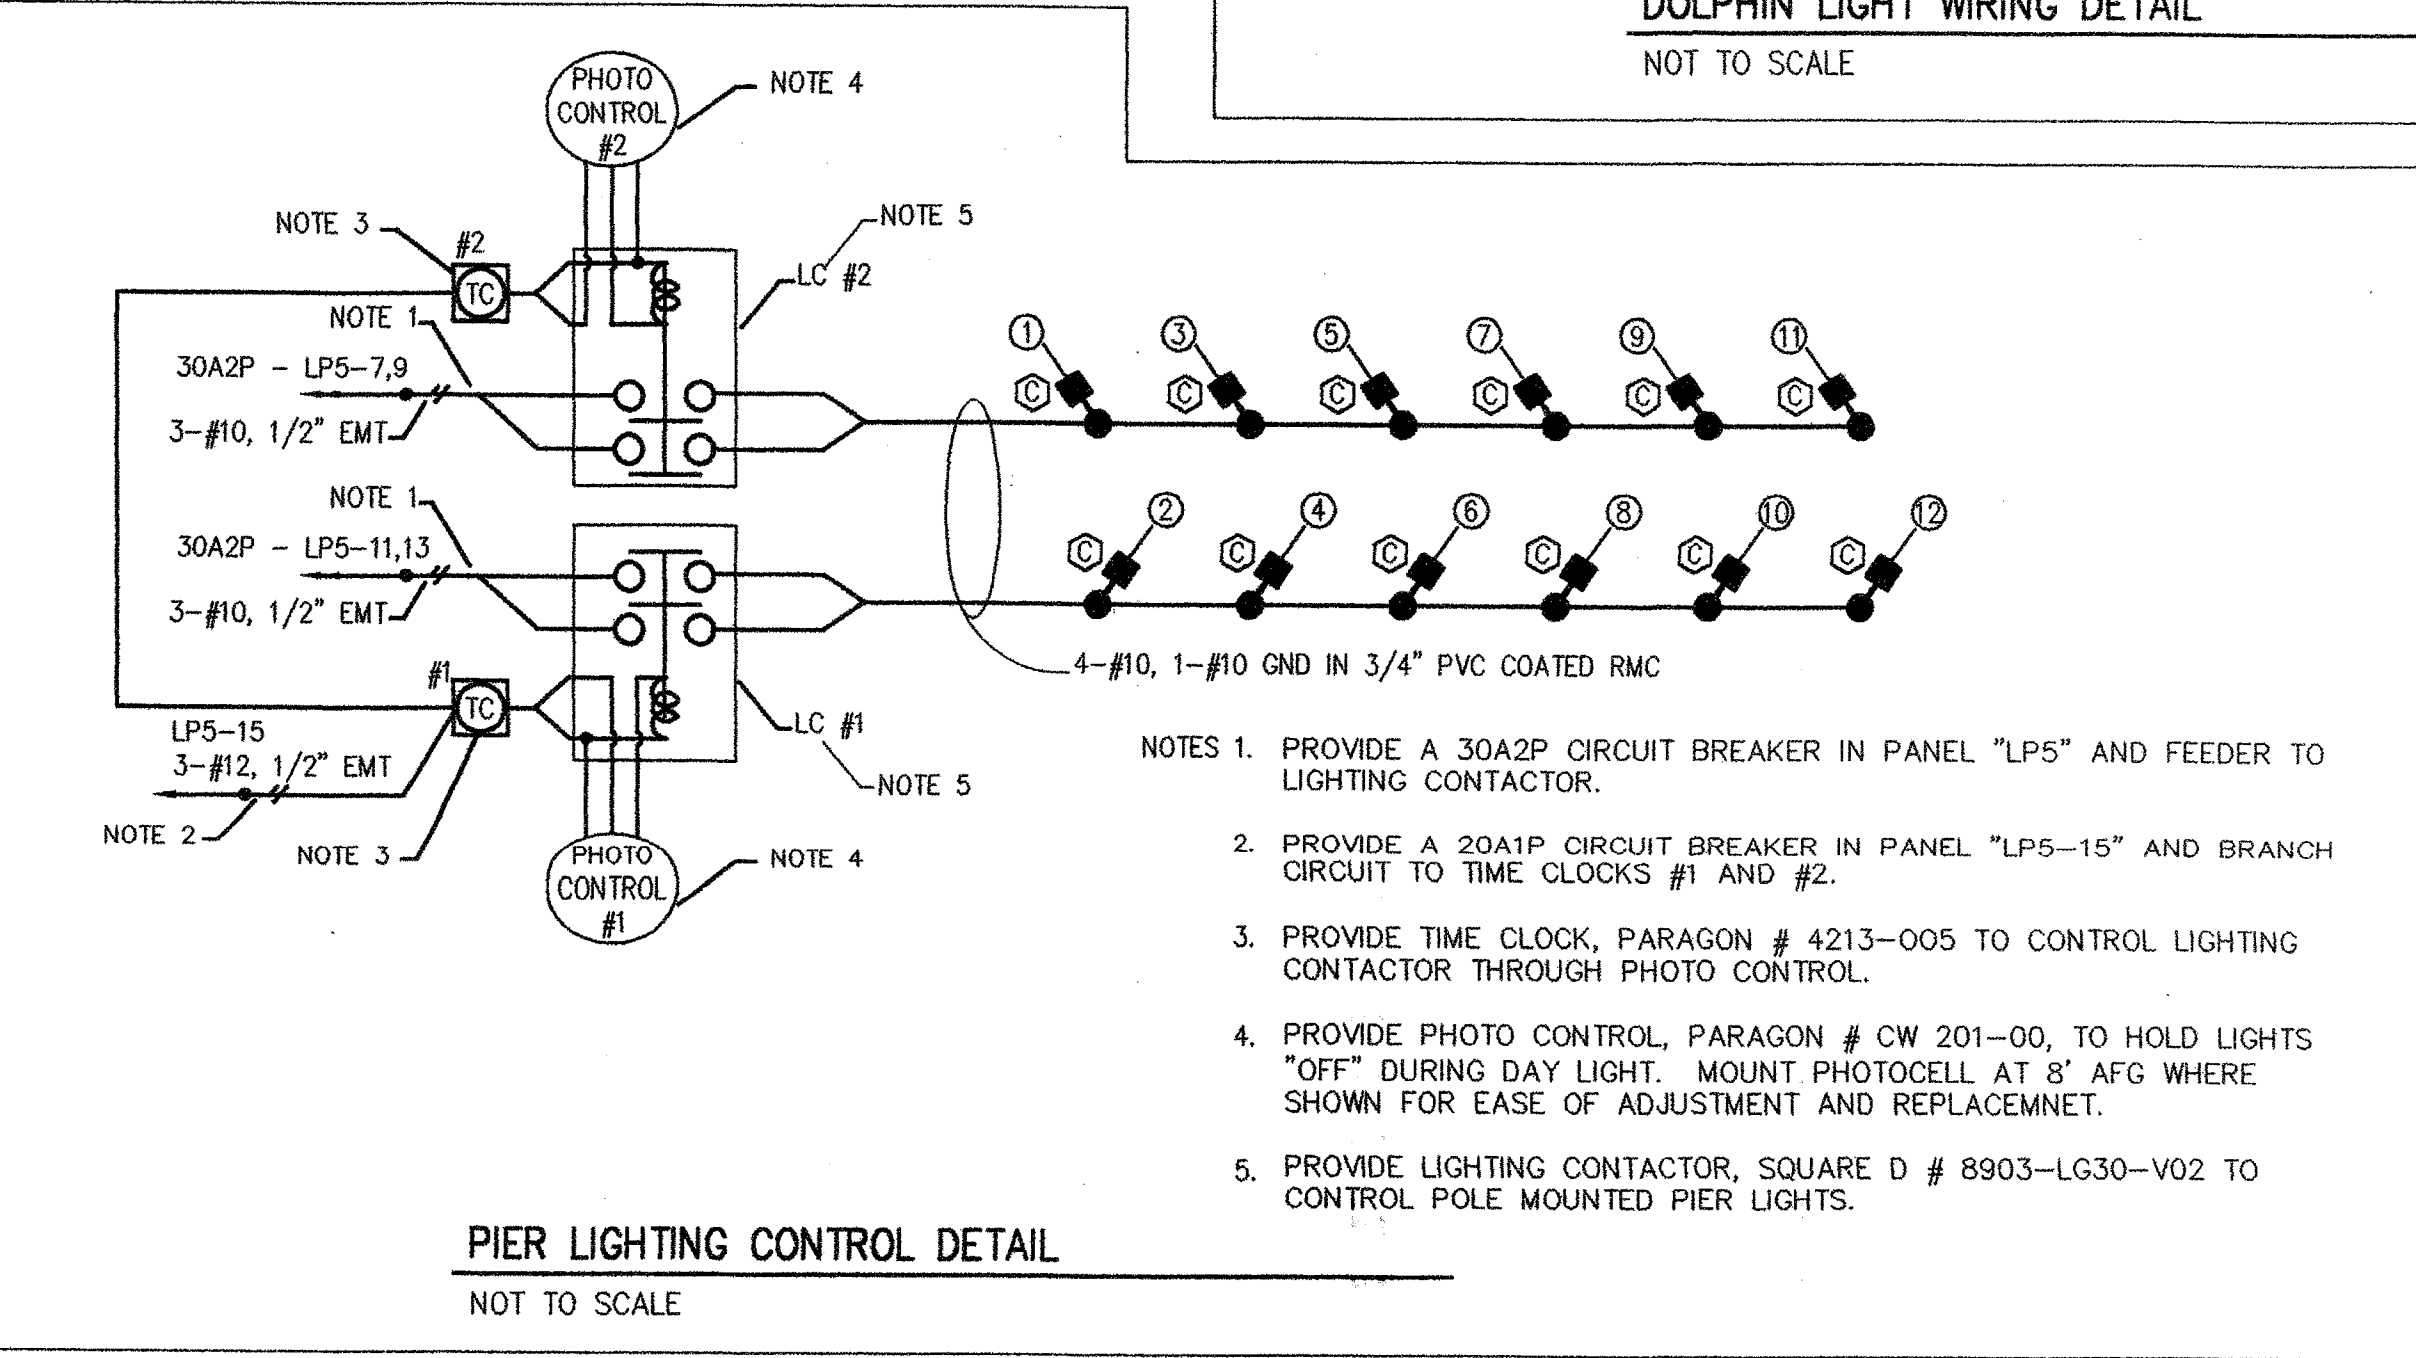 DOLPHIN LIGHT WIRING DETAIL
NOT TO SCALE
PHOTO
CONTROL
#2
NOTE 4
NOTE 3
#2
TC
NOTE 5
LC #2
NOTE 1
30A2P - LP5-7,9
3-#10, 1/2" EMT
1
3
5
7
9
11
C
C
C
C
C
C
NOTE 1
30A2P - LP5-11,13
3-#10, 1/2" EMT
2
4
6
8
10
12
C
C
C
C
C
C
4-#10, 1-#10 GND IN 3/4" PVC COATED RMC
#1
TC
LP5-15
3-#12, 1/2" EMT
NOTE 2
NOTE 3
LC #1
NOTE 5
PHOTO
CONTROL
#1
NOTE 4
NOTES 1. PROVIDE A 30A2P CIRCUIT BREAKER IN PANEL "LP5" AND FEEDER TO
LIGHTING CONTACTOR.
2. PROVIDE A 20A1P CIRCUIT BREAKER IN PANEL "LP5-15" AND BRANCH
CIRCUIT TO TIME CLOCKS #1 AND #2.
3. PROVIDE TIME CLOCK, PARAGON # 4213-OO5 TO CONTROL LIGHTING
CONTACTOR THROUGH PHOTO CONTROL.
4. PROVIDE PHOTO CONTROL, PARAGON # CW 201-00, TO HOLD LIGHTS
"OFF" DURING DAY LIGHT. MOUNT PHOTOCELL AT 8' AFG WHERE
SHOWN FOR EASE OF ADJUSTMENT AND REPLACEMNET.
5. PROVIDE LIGHTING CONTACTOR, SQUARE D # 8903-LG30-V02 TO
CONTROL POLE MOUNTED PIER LIGHTS.
PIER LIGHTING CONTROL DETAIL
NOT TO SCALE